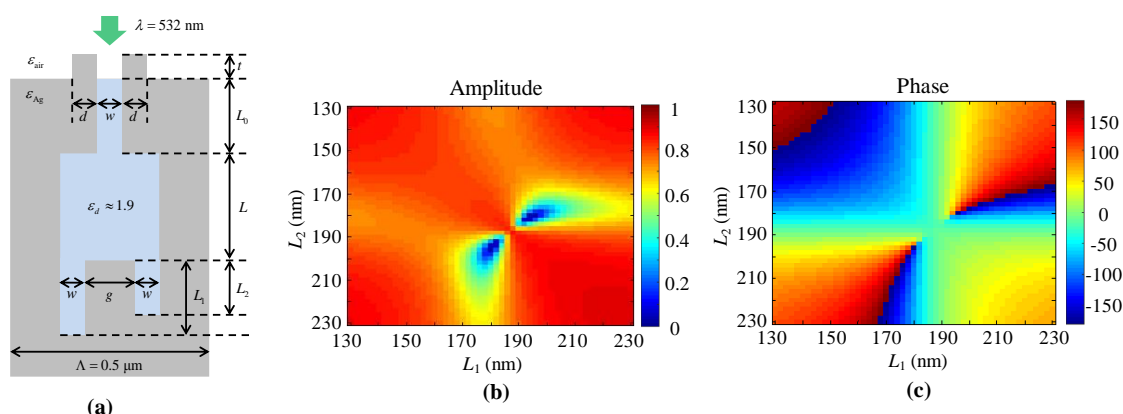 λ = 532 nm
ε_air
t
ε_Ag
d
w
d
L_0
ε_d ≈ 1.9
L
w
g
w
L_1
L_2
Λ = 0.5 μm
(a)
Amplitude
130
150
170
190
210
230
L_2 (nm)
130 150 170 190 210 230
L_1 (nm)
1
0.8
0.6
0.4
0.2
0
(b)
Phase
130
150
170
190
210
230
L_2 (nm)
130 150 170 190 210 230
L_1 (nm)
150
100
50
0
-50
-100
-150
(c)